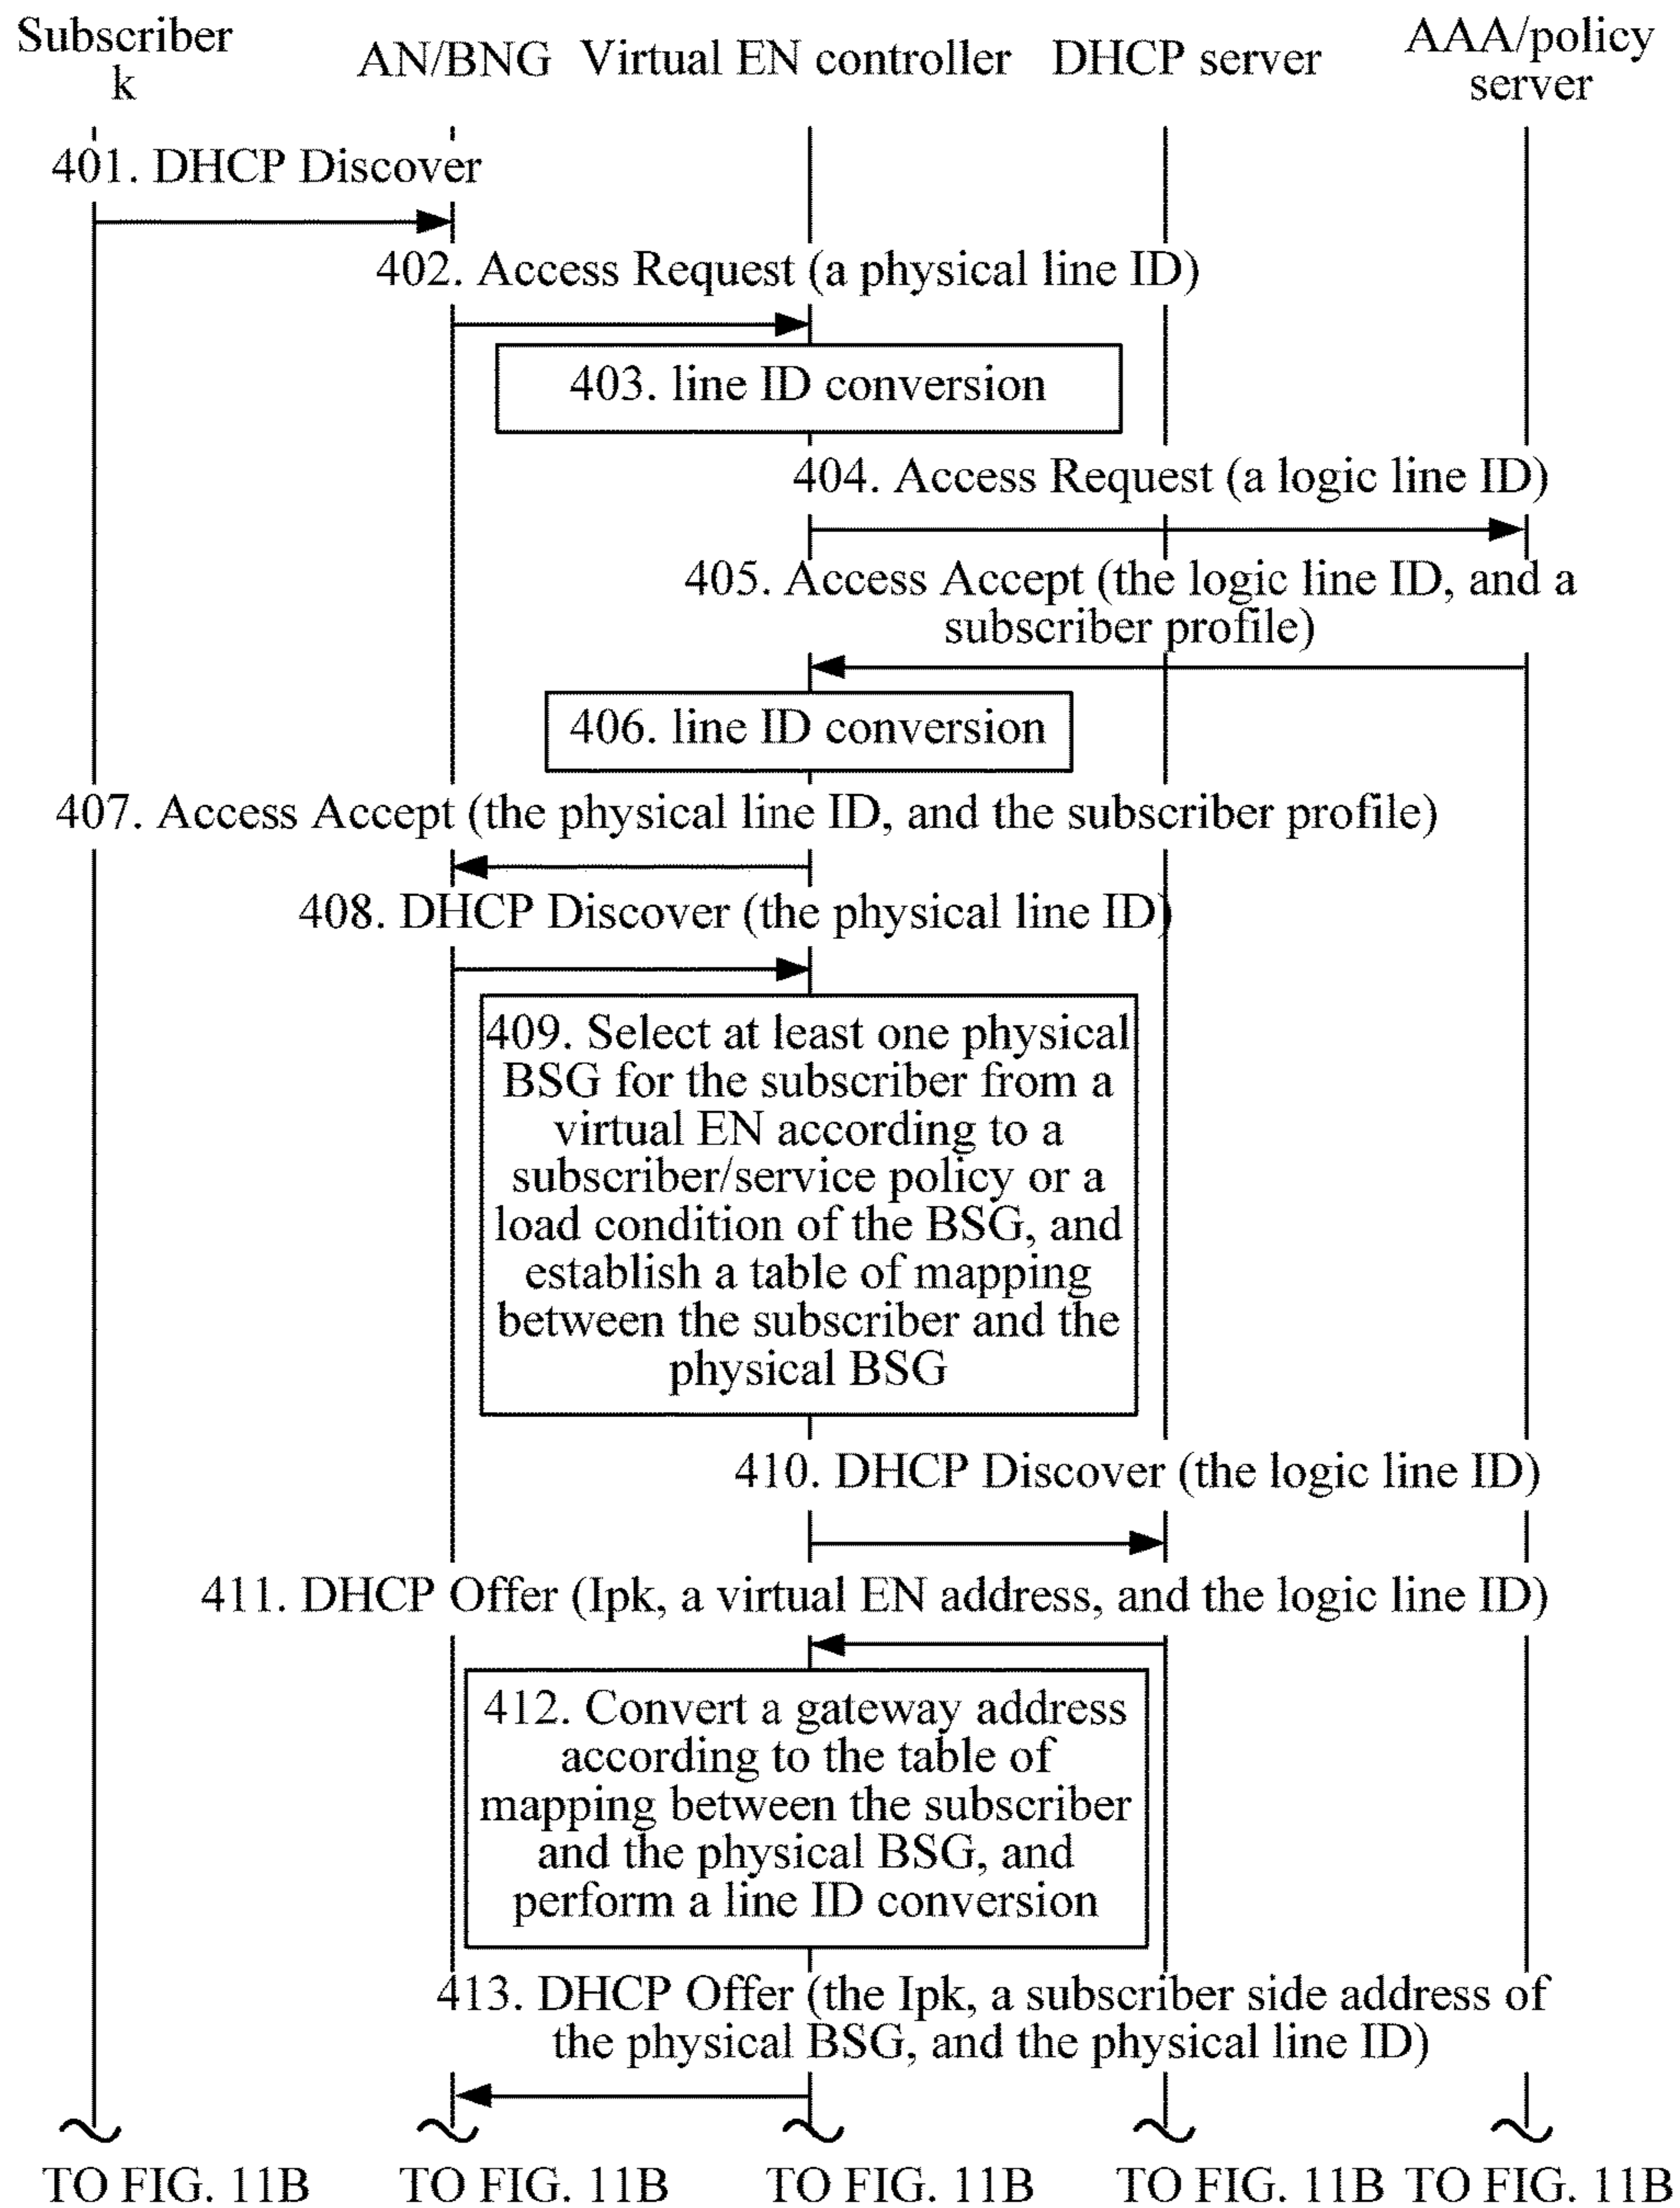 Subscriber
k
AN/BNG
Virtual EN controller
DHCP server
AAA/policy
server
401. DHCP Discover
402. Access Request (a physical line ID)
403. line ID conversion
404. Access Request (a logic line ID)
405. Access Accept (the logic line ID, and a
subscriber profile)
406. line ID conversion
407. Access Accept (the physical line ID, and the subscriber profile)
408. DHCP Discover (the physical line ID)
409. Select at least one physical
BSG for the subscriber from a
virtual EN according to a
subscriber/service policy or a
load condition of the BSG, and
establish a table of mapping
between the subscriber and the
physical BSG
410. DHCP Discover (the logic line ID)
411. DHCP Offer (Ipk, a virtual EN address, and the logic line ID)
412. Convert a gateway address
according to the table of
mapping between the subscriber
and the physical BSG, and
perform a line ID conversion
413. DHCP Offer (the Ipk, a subscriber side address of
the physical BSG, and the physical line ID)
TO FIG. 11B
TO FIG. 11B
TO FIG. 11B
TO FIG. 11B
TO FIG. 11B